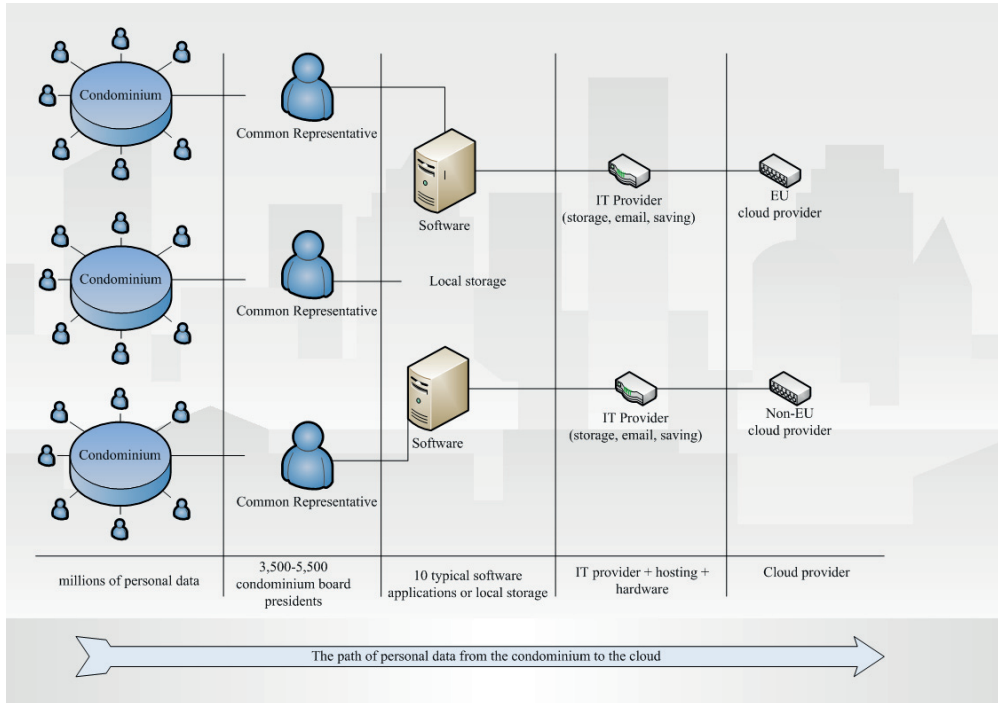 Condominium
Common Representative
Software
IT Provider
(storage, email, saving)
EU
cloud provider
Condominium
Common Representative
Local storage
Condominium
Common Representative
Software
IT Provider
(storage, email, saving)
Non-EU
cloud provider
millions of personal data
3,500-5,500
condominium board
presidents
10 typical software
applications or local storage
IT provider + hosting +
hardware
Cloud provider
The path of personal data from the condominium to the cloud